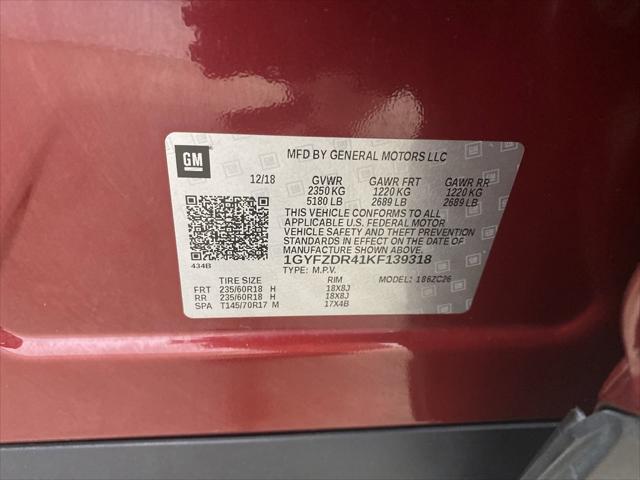 GM
MFD BY GENERAL MOTORS LLC
12/18 GVWR GAWR FRT GAWR RR
2350 KG 1220 KG 1220 KG
5180 LB 2689 LB 2689 LB
THIS VEHICLE CONFORMS TO ALL
APPLICABLE U.S. FEDERAL MOTOR
VEHICLE SAFETY AND THEFT PREVENTION
STANDARDS IN EFFECT ON THE DATE OF
MANUFACTURE SHOWN ABOVE.
1GYFZDR41KF139318
434B TYPE: M.P.V. MODEL: 186ZC26
TIRE SIZE RIM
FRT 235/60R18 H 18X8J
RR 235/60R18 H 18X8J
SPA T145/70R17 M 17X4B